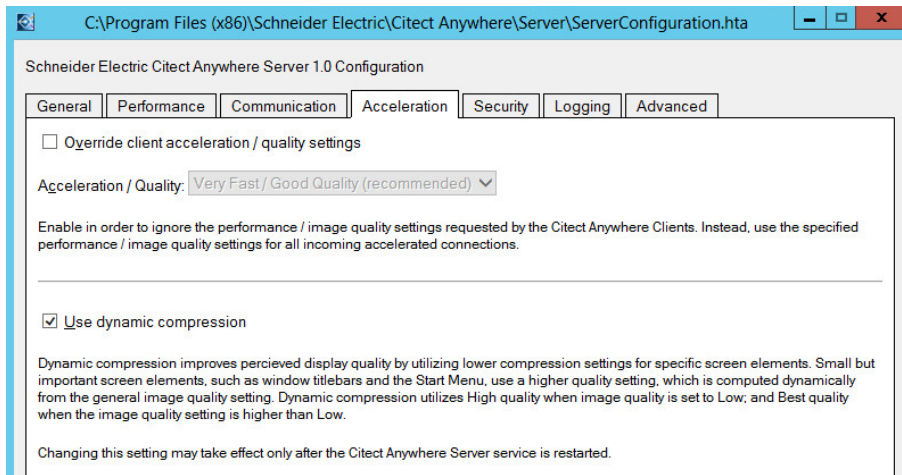 C:\Program Files (x86)\Schneider Electric\Citect Anywhere\Server\ServerConfiguration.hta
Schneider Electric Citect Anywhere Server 1.0 Configuration
General Performance Communication Acceleration Security Logging Advanced
Override client acceleration / quality settings
Acceleration / Quality: Very Fast / Good Quality (recommended)
Enable in order to ignore the performance / image quality settings requested by the Citect Anywhere Clients. Instead, use the specified
performance / image quality settings for all incoming accelerated connections.
Use dynamic compression
Dynamic compression improves percieved display quality by utilizing lower compression settings for specific screen elements. Small but
important screen elements, such as window titlebars and the Start Menu, use a higher quality setting, which is computed dynamically
from the general image quality setting. Dynamic compression utilizes High quality when image quality is set to Low; and Best quality
when the image quality setting is higher than Low.
Changing this setting may take effect only after the Citect Anywhere Server service is restarted.